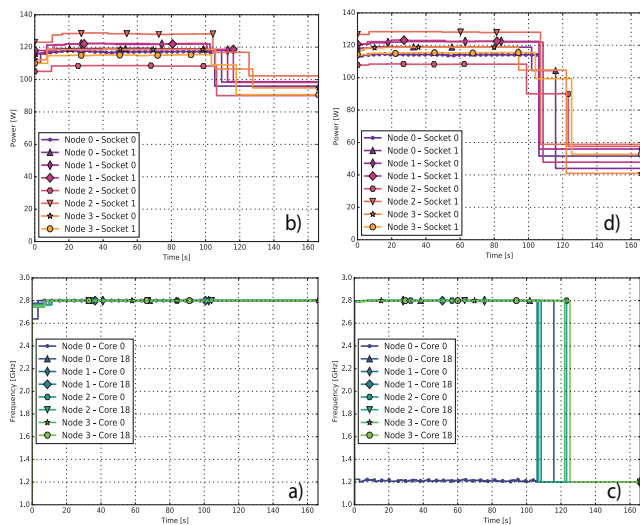 140
120
100
80
60
40
20
0
Power [W]
Node 0 – Socket 0
Node 0 – Socket 1
Node 1 – Socket 0
Node 1 – Socket 1
Node 2 – Socket 0
Node 2 – Socket 1
Node 3 – Socket 0
Node 3 – Socket 1
b)
0 20 40 60 80 100 120 140 160
Time [s]
140
120
100
80
60
40
20
0
Power [W]
Node 0 – Socket 0
Node 0 – Socket 1
Node 1 – Socket 0
Node 1 – Socket 1
Node 2 – Socket 0
Node 2 – Socket 1
Node 3 – Socket 0
Node 3 – Socket 1
d)
0 20 40 60 80 100 120 140 160
Time [s]
3.0
2.8
2.6
2.4
2.2
2.0
1.8
1.6
1.4
1.2
1.0
Frequency [GHz]
Node 0 – Core 0
Node 0 – Core 18
Node 1 – Core 0
Node 1 – Core 18
Node 2 – Core 0
Node 2 – Core 18
Node 3 – Core 0
Node 3 – Core 18
a)
0 20 40 60 80 100 120 140 160
Time [s]
3.0
2.8
2.6
2.4
2.2
2.0
1.8
1.6
1.4
1.2
1.0
Frequency [GHz]
Node 0 – Core 0
Node 0 – Core 18
Node 1 – Core 0
Node 1 – Core 18
Node 2 – Core 0
Node 2 – Core 18
Node 3 – Core 0
Node 3 – Core 18
c)
0 20 40 60 80 100 120 140 160
Time [s]